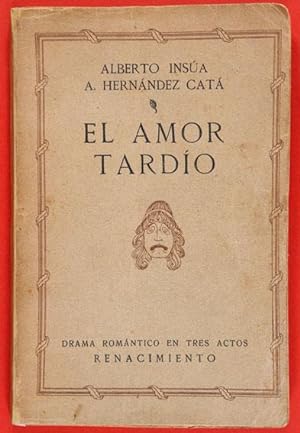 ALBERTO INSÚA
A. HERNÁNDEZ CATÁ
EL AMOR
TARDÍO
DRAMA ROMÁNTICO EN TRES ACTOS
RENACIMIENTO